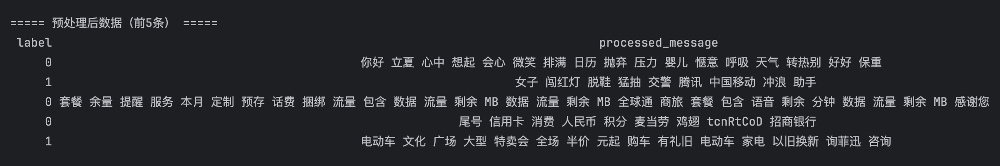 ===== 预处理后数据（前5条） =====
label processed_message
0 你好 立夏 心中 想起 会心 微笑 排满 日历 抛弃 压力 婴儿 惬意 呼吸 天气 转热别 好好 保重
1 女子 闯红灯 脱鞋 猛抽 交警 腾讯 中国移动 冲浪 助手
0 套餐 余量 提醒 服务 本月 定制 预存 话费 捆绑 流量 包含 数据 流量 剩余 MB 数据 流量 剩余 MB 全球通 商旅 套餐 包含 语音 剩余 分钟 数据 流量 剩余 MB 感谢您
0 尾号 信用卡 消费 人民币 积分 麦当劳 鸡翅 tcnRtCoD 招商银行
1 电动车 文化 广场 大型 特卖会 全场 半价 元起 购车 有礼旧 电动车 家电 以旧换新 询菲迅 咨询